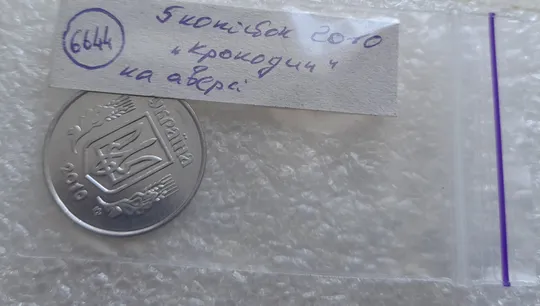 6644
5 копійок 2010
"крокодил"
на аверсі
УКРАЇНА
2010